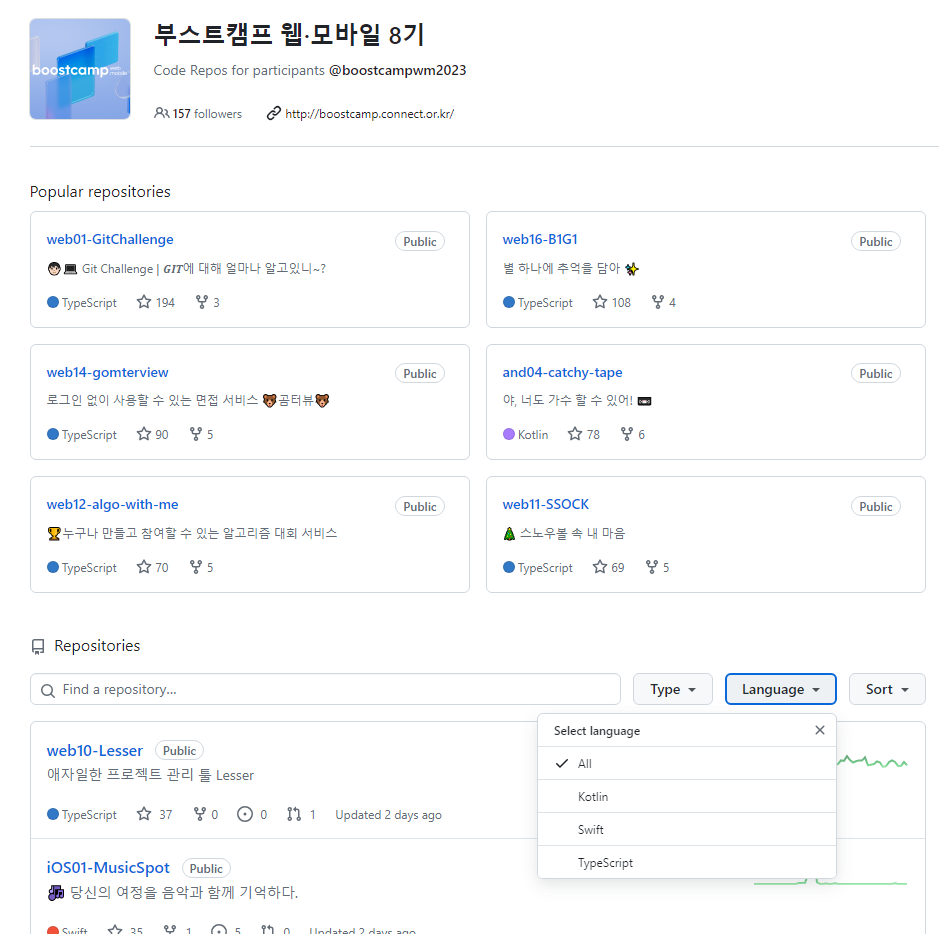 부스트캠프 웹·모바일 8기
boostcamp web mobile
Code Repos for participants @boostcampwm2023
157 followers http://boostcamp.connect.or.kr/
Popular repositories
web01-GitChallenge Public
🧑🏻‍💻 Git Challenge | 𝑮𝑰𝑻에 대해 얼마나 알고있니~?
TypeScript 194 3
web16-B1G1 Public
별 하나에 추억을 담아 ✨
TypeScript 108 4
web14-gomterview Public
로그인 없이 사용할 수 있는 면접 서비스 🐻곰터뷰🐻
TypeScript 90 5
and04-catchy-tape Public
야, 너도 가수 할 수 있어! 📼
Kotlin 78 6
web12-algo-with-me Public
🏆누구나 만들고 참여할 수 있는 알고리즘 대회 서비스
TypeScript 70 5
web11-SSOCK Public
🎄 스노우볼 속 내 마음
TypeScript 69 5
Repositories
Find a repository...
Type Language Sort
Select language
All
Kotlin
Swift
TypeScript
web10-Lesser Public
애자일한 프로젝트 관리 툴 Lesser
TypeScript 37 0 0 1 Updated 2 days ago
iOS01-MusicSpot Public
🎶 당신의 여정을 음악과 함께 기억하다.
Swift 35 1 5 0 Updated 2 days ago